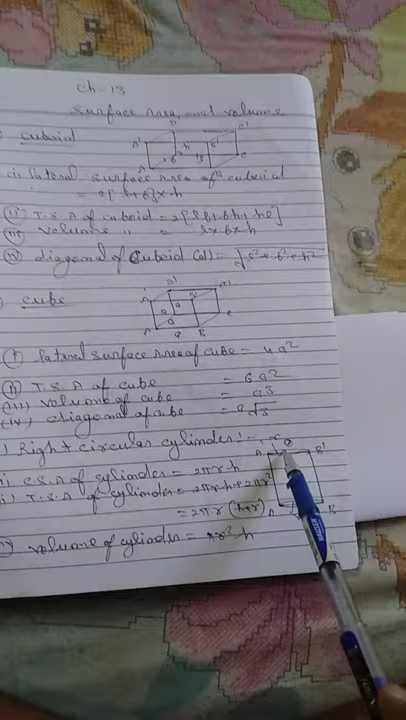 Ch-13
Surface Area and volume
cuboid
(i) lateral surface Area of cuboid
= 2[l+b]×h
(ii) T.S.A of cuboid = 2[lb+bh+hl]
(iii) volume " = l×b×h
(iv) diagonal of Cuboid (d) = √l²+b²+h²
cube
(i) lateral surface area of cube = 4a²
(ii) T.S.A of cube = 6a²
(iii) volume of cube = a³
(iv) diagonal of cube = a√3
) Right circular cylinder:-
i) C.S.A of cylinder = 2πrh
ii) T.S.A of cylinder = 2πrh+2πr²
= 2πr(h+r)
volume of cylinder = πr²h